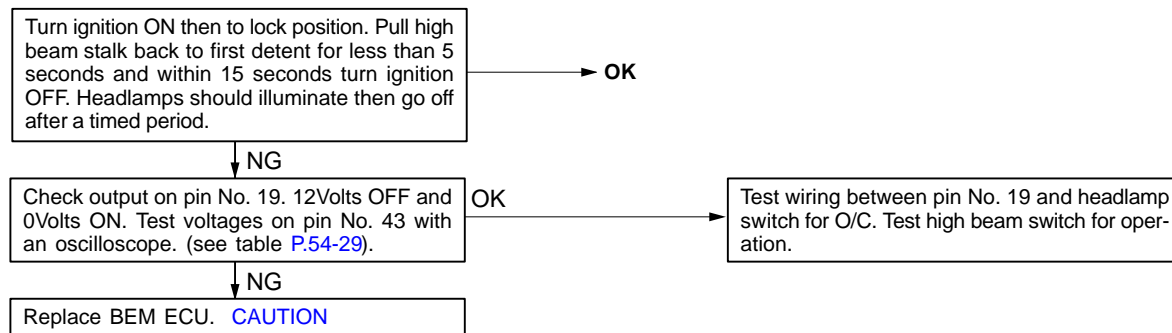 Turn ignition ON then to lock position. Pull high
beam stalk back to first detent for less than 5
seconds and within 15 seconds turn ignition
OFF. Headlamps should illuminate then go off
after a timed period.
OK
NG
Check output on pin No. 19. 12Volts OFF and
0Volts ON. Test voltages on pin No. 43 with
an oscilloscope. (see table P.54-29).
OK
Test wiring between pin No. 19 and headlamp
switch for O/C. Test high beam switch for oper-
ation.
NG
Replace BEM ECU. CAUTION